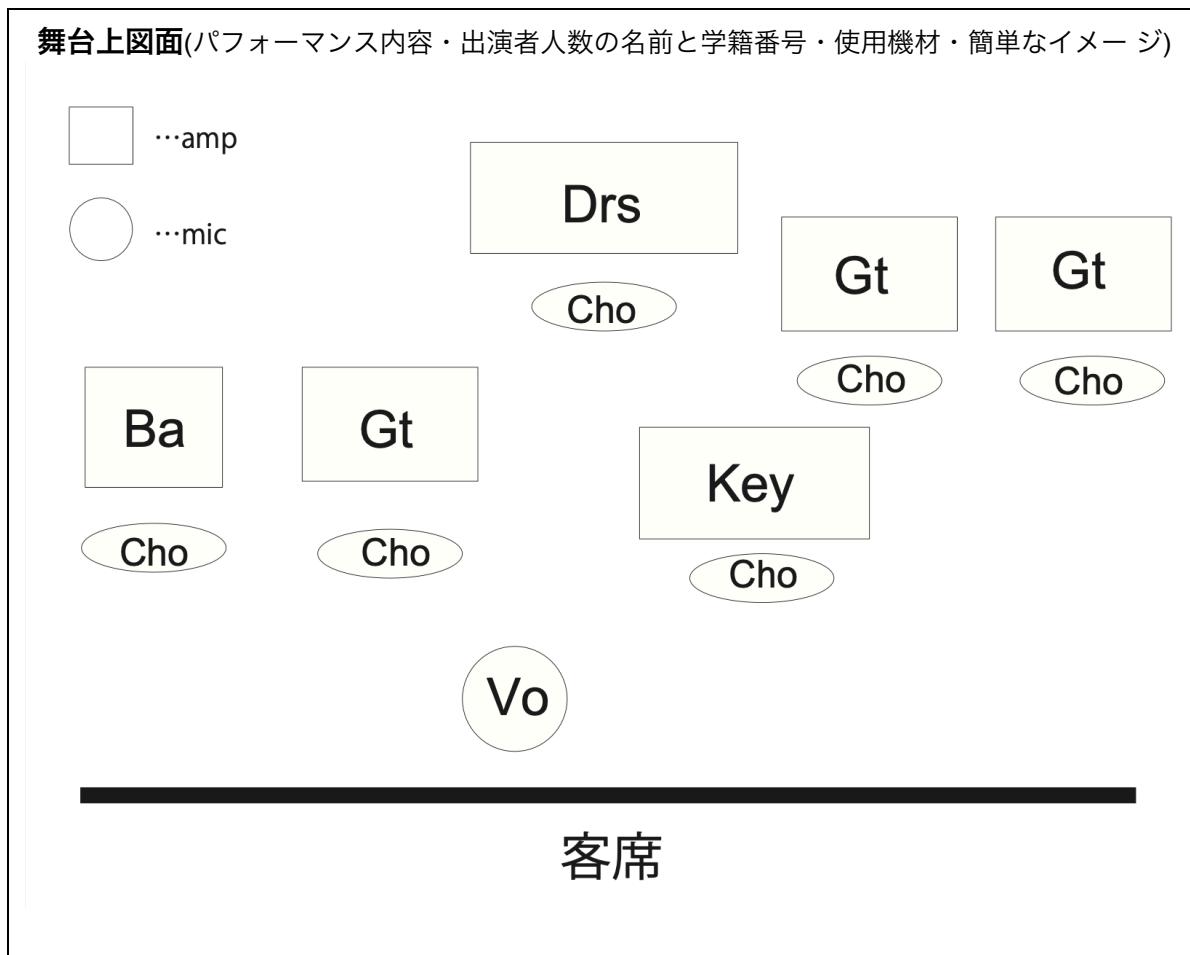 舞台上図面(パフォーマンス内容・出演者人数の名前と学籍番号・使用機材・簡単なイメー ジ)
…amp
…mic
Drs
Cho
Gt
Gt
Cho
Cho
Ba
Gt
Key
Cho
Cho
Cho
Vo
客席